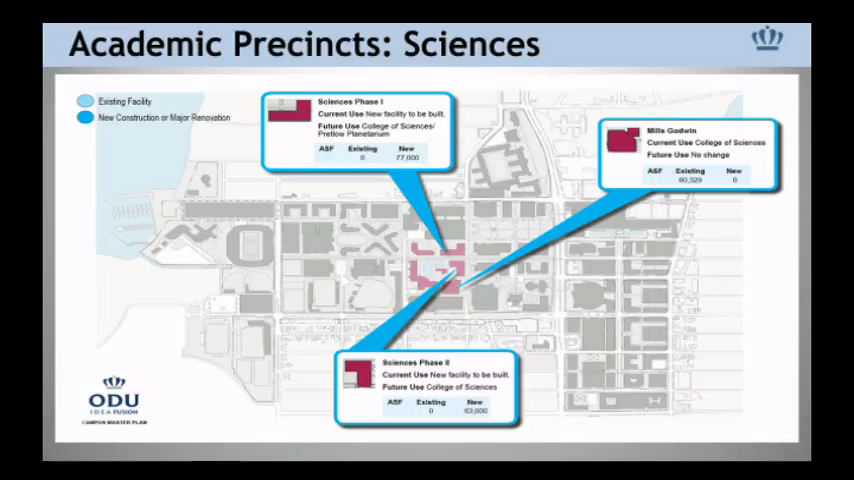 Academic Precincts: Sciences
Existing Facility
New Construction or Major Renovation
Sciences Phase I
Current Use New facility to be built.
Future Use College of Sciences/
Pretlow Planetarium
ASF Existing New
0 77,000
Mills Godwin
Current Use College of Sciences
Future Use No change
ASF Existing New
60,329 0
Sciences Phase II
Current Use New facility to be built.
Future Use College of Sciences
ASF Existing New
0 63,000
ODU
IDEA FUSION
CAMPUS MASTER PLAN